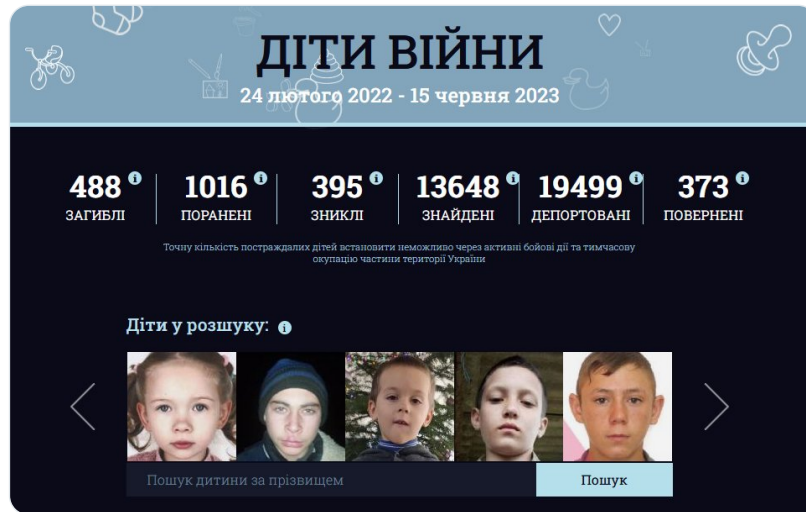 ДІТИ ВІЙНИ
24 лютого 2022 - 15 червня 2023
488 1016 395 13648 19499 373
ЗАГИБЛІ ПОРАНЕНІ ЗНИКЛІ ЗНАЙДЕНІ ДЕПОРТОВАНІ ПОВЕРНЕНІ
Точну кількість постраждалих дітей встановити неможливо через активні бойові дії та тимчасову
окупацію частини території України
Діти у розшуку:
Пошук дитини за прізвищем Пошук